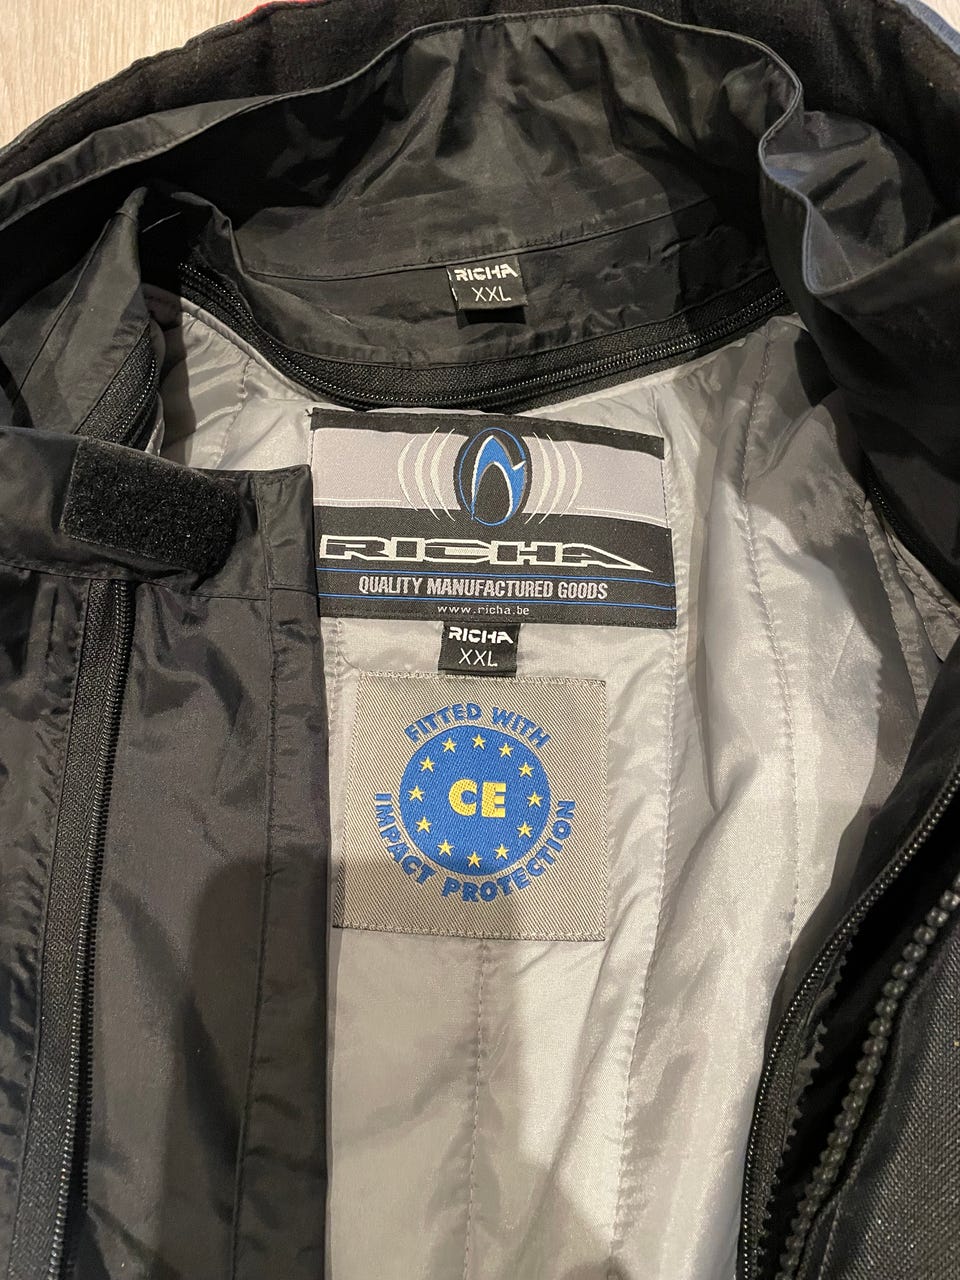 RICHA
XXL
RICHA
QUALITY MANUFACTURED GOODS
www.richa.be
RICHA
XXL
FITTED WITH
CE
IMPACT PROTECTION